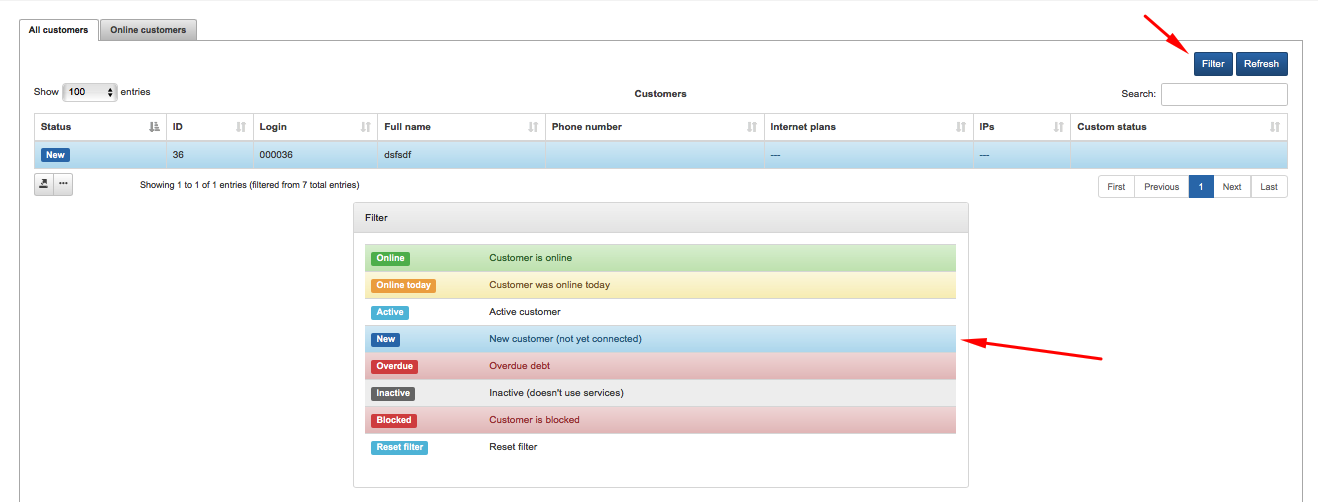 All customers Online customers
Filter Refresh
Show 100 entries Customers Search:
Status ID Login Full name Phone number Internet plans IPs Custom status
New 36 000036 dsfsdf --- ---
... Showing 1 to 1 of 1 entries (filtered from 7 total entries) First Previous 1 Next Last
Filter
Online Customer is online
Online today Customer was online today
Active Active customer
New New customer (not yet connected)
Overdue Overdue debt
Inactive Inactive (doesn't use services)
Blocked Customer is blocked
Reset filter Reset filter